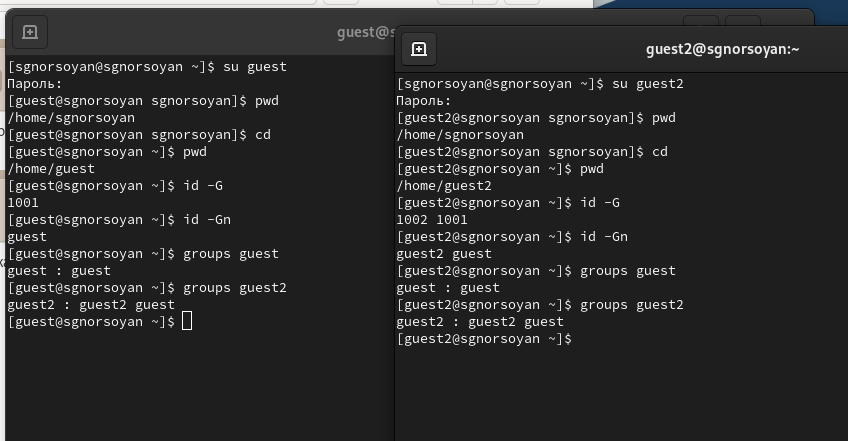 guest@s
[sgnorsoyan@sgnorsoyan ~]$ su guest
Пароль:
[guest@sgnorsoyan sgnorsoyan]$ pwd
/home/sgnorsoyan
[guest@sgnorsoyan sgnorsoyan]$ cd
[guest@sgnorsoyan ~]$ pwd
/home/guest
[guest@sgnorsoyan ~]$ id -G
1001
[guest@sgnorsoyan ~]$ id -Gn
guest
[guest@sgnorsoyan ~]$ groups guest
guest : guest
[guest@sgnorsoyan ~]$ groups guest2
guest2 : guest2 guest
[guest@sgnorsoyan ~]$
guest2@sgnorsoyan:~
[sgnorsoyan@sgnorsoyan ~]$ su guest2
Пароль:
[guest2@sgnorsoyan sgnorsoyan]$ pwd
/home/sgnorsoyan
[guest2@sgnorsoyan sgnorsoyan]$ cd
[guest2@sgnorsoyan ~]$ pwd
/home/guest2
[guest2@sgnorsoyan ~]$ id -G
1002 1001
[guest2@sgnorsoyan ~]$ id -Gn
guest2 guest
[guest2@sgnorsoyan ~]$ groups guest
guest : guest
[guest2@sgnorsoyan ~]$ groups guest2
guest2 : guest2 guest
[guest2@sgnorsoyan ~]$